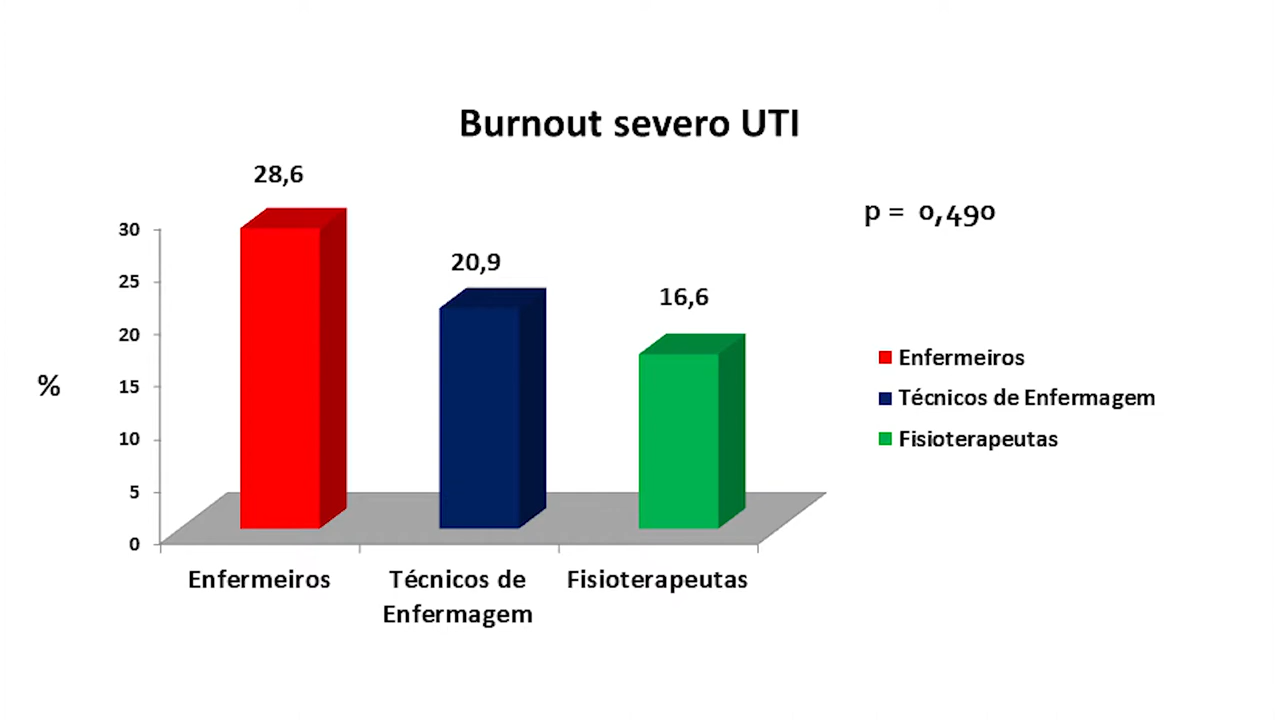 Burnout severo UTI
28,6
p = 0,490
30
25
20,9
20
16,6
Enfermeiros
%
15
Técnicos de Enfermagem
10
Fisioterapeutas
5
0
Enfermeiros
Técnicos de
Enfermagem
Fisioterapeutas